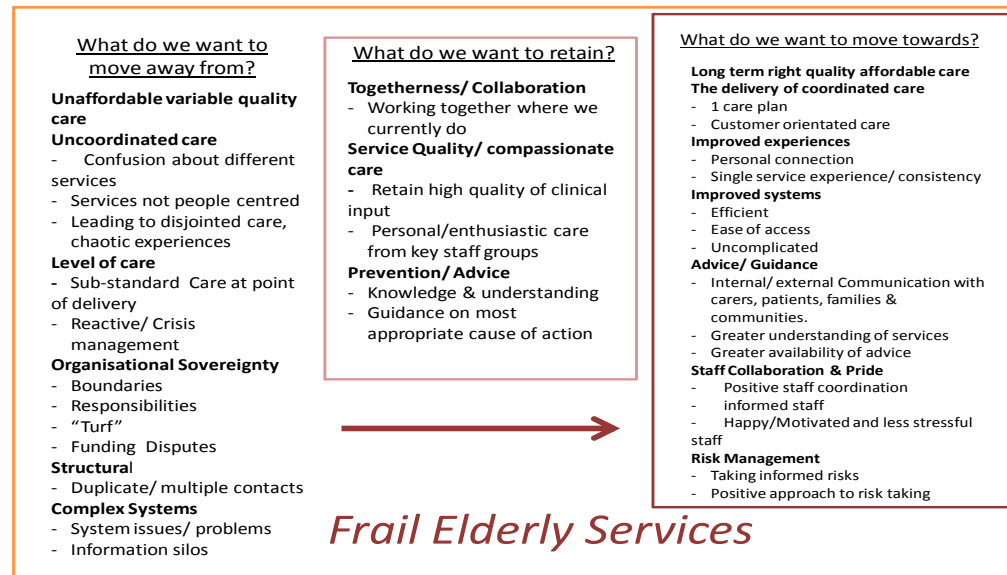 What do we want to
move away from?
Unaffordable variable quality
care
Uncoordinated care
- Confusion about different
services
- Services not people centred
- Leading to disjointed care,
chaotic experiences
Level of care
- Sub-standard Care at point
of delivery
- Reactive/ Crisis
management
Organisational Sovereignty
- Boundaries
- Responsibilities
- “Turf”
- Funding Disputes
Structural
- Duplicate/ multiple contacts
Complex Systems
- System issues/ problems
- Information silos
What do we want to retain?
Togetherness/ Collaboration
- Working together where we
currently do
Service Quality/ compassionate
care
- Retain high quality of clinical
input
- Personal/enthusiastic care
from key staff groups
Prevention/ Advice
- Knowledge & understanding
- Guidance on most
appropriate cause of action
What do we want to move towards?
Long term right quality affordable care
The delivery of coordinated care
- 1 care plan
- Customer orientated care
Improved experiences
- Personal connection
- Single service experience/ consistency
Improved systems
- Efficient
- Ease of access
- Uncomplicated
Advice/ Guidance
- Internal/ external Communication with
carers, patients, families &
communities.
- Greater understanding of services
- Greater availability of advice
Staff Collaboration & Pride
- Positive staff coordination
- informed staff
- Happy/Motivated and less stressful
staff
Risk Management
- Taking informed risks
- Positive approach to risk taking
Frail Elderly Services